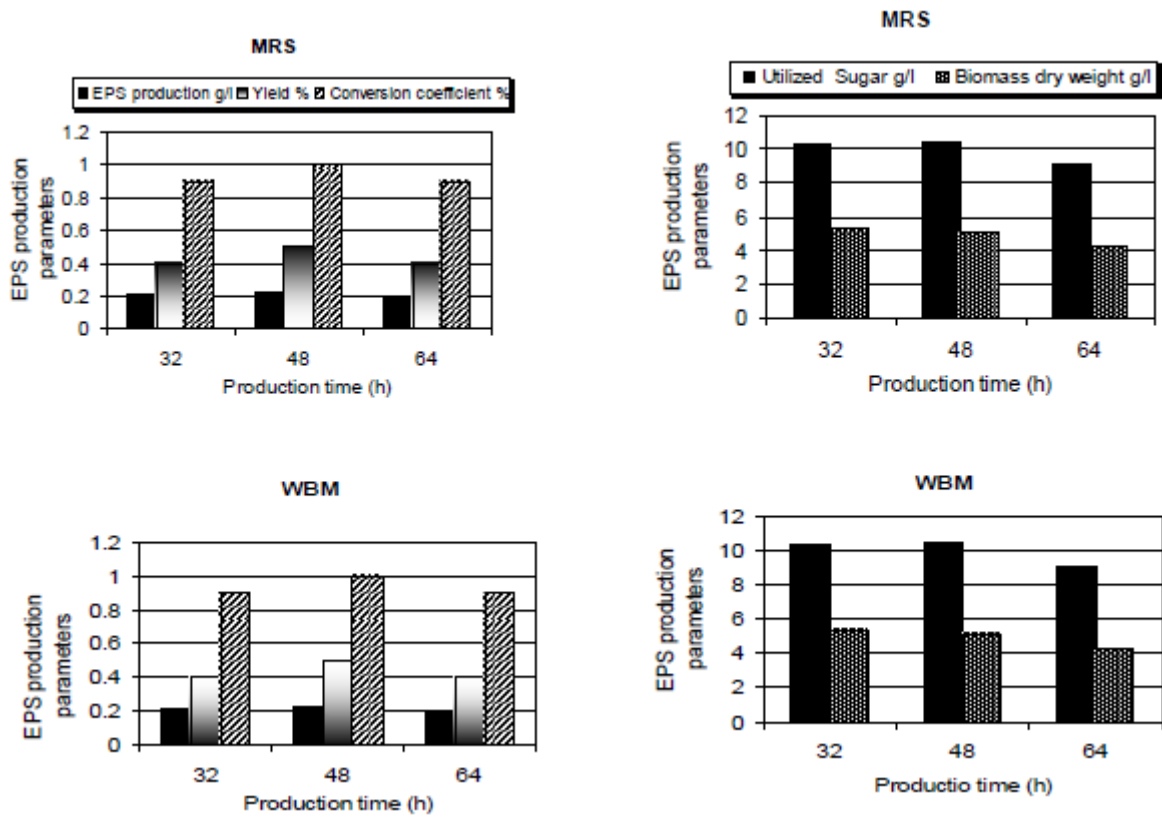 MRS
EPS production g/l Yield % Conversion coefficient %
1.2
1
0.8
0.6
0.4
0.2
0
EPS production
parameters
32 48 64
Production time (h)
MRS
Utilized Sugar g/l Biomass dry weight g/l
12
10
8
6
4
2
0
EPS production
parameters
32 48 64
Production time (h)
WBM
1.2
1
0.8
0.6
0.4
0.2
0
EPS production
parameters
32 48 64
Production time (h)
WBM
12
10
8
6
4
2
0
EPS production
parameters
32 48 64
Productio time (h)